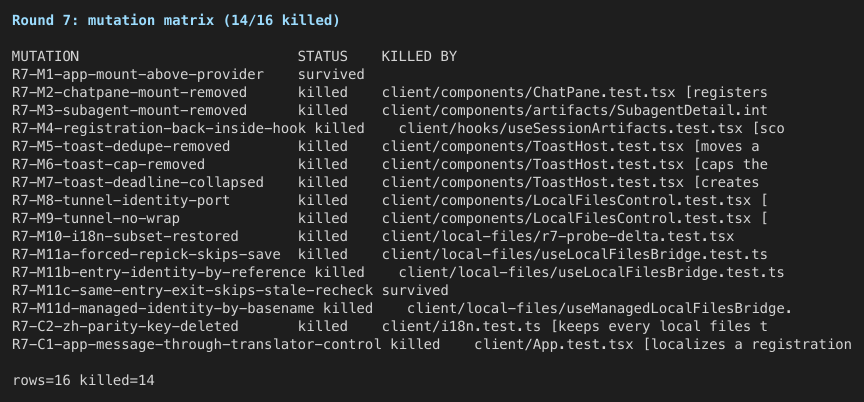 Round 7: mutation matrix (14/16 killed)
MUTATION STATUS KILLED BY
R7-M1-app-mount-above-provider survived
R7-M2-chatpane-mount-removed killed client/components/ChatPane.test.tsx [registers
R7-M3-subagent-mount-removed killed client/components/artifacts/SubagentDetail.int
R7-M4-registration-back-inside-hook killed client/hooks/useSessionArtifacts.test.tsx [sco
R7-M5-toast-dedupe-removed killed client/components/ToastHost.test.tsx [moves a
R7-M6-toast-cap-removed killed client/components/ToastHost.test.tsx [caps the
R7-M7-toast-deadline-collapsed killed client/components/ToastHost.test.tsx [creates
R7-M8-tunnel-identity-port killed client/components/LocalFilesControl.test.tsx [
R7-M9-tunnel-no-wrap killed client/components/LocalFilesControl.test.tsx [
R7-M10-i18n-subset-restored killed client/local-files/r7-probe-delta.test.tsx
R7-M11a-forced-repick-skips-save killed client/local-files/useLocalFilesBridge.test.ts
R7-M11b-entry-identity-by-reference killed client/local-files/useLocalFilesBridge.test.ts
R7-M11c-same-entry-exit-skips-stale-recheck survived
R7-M11d-managed-identity-by-basename killed client/local-files/useManagedLocalFilesBridge.
R7-C2-zh-parity-key-deleted killed client/i18n.test.ts [keeps every local files t
R7-C1-app-message-through-translator-control killed client/App.test.tsx [localizes a registration
rows=16 killed=14